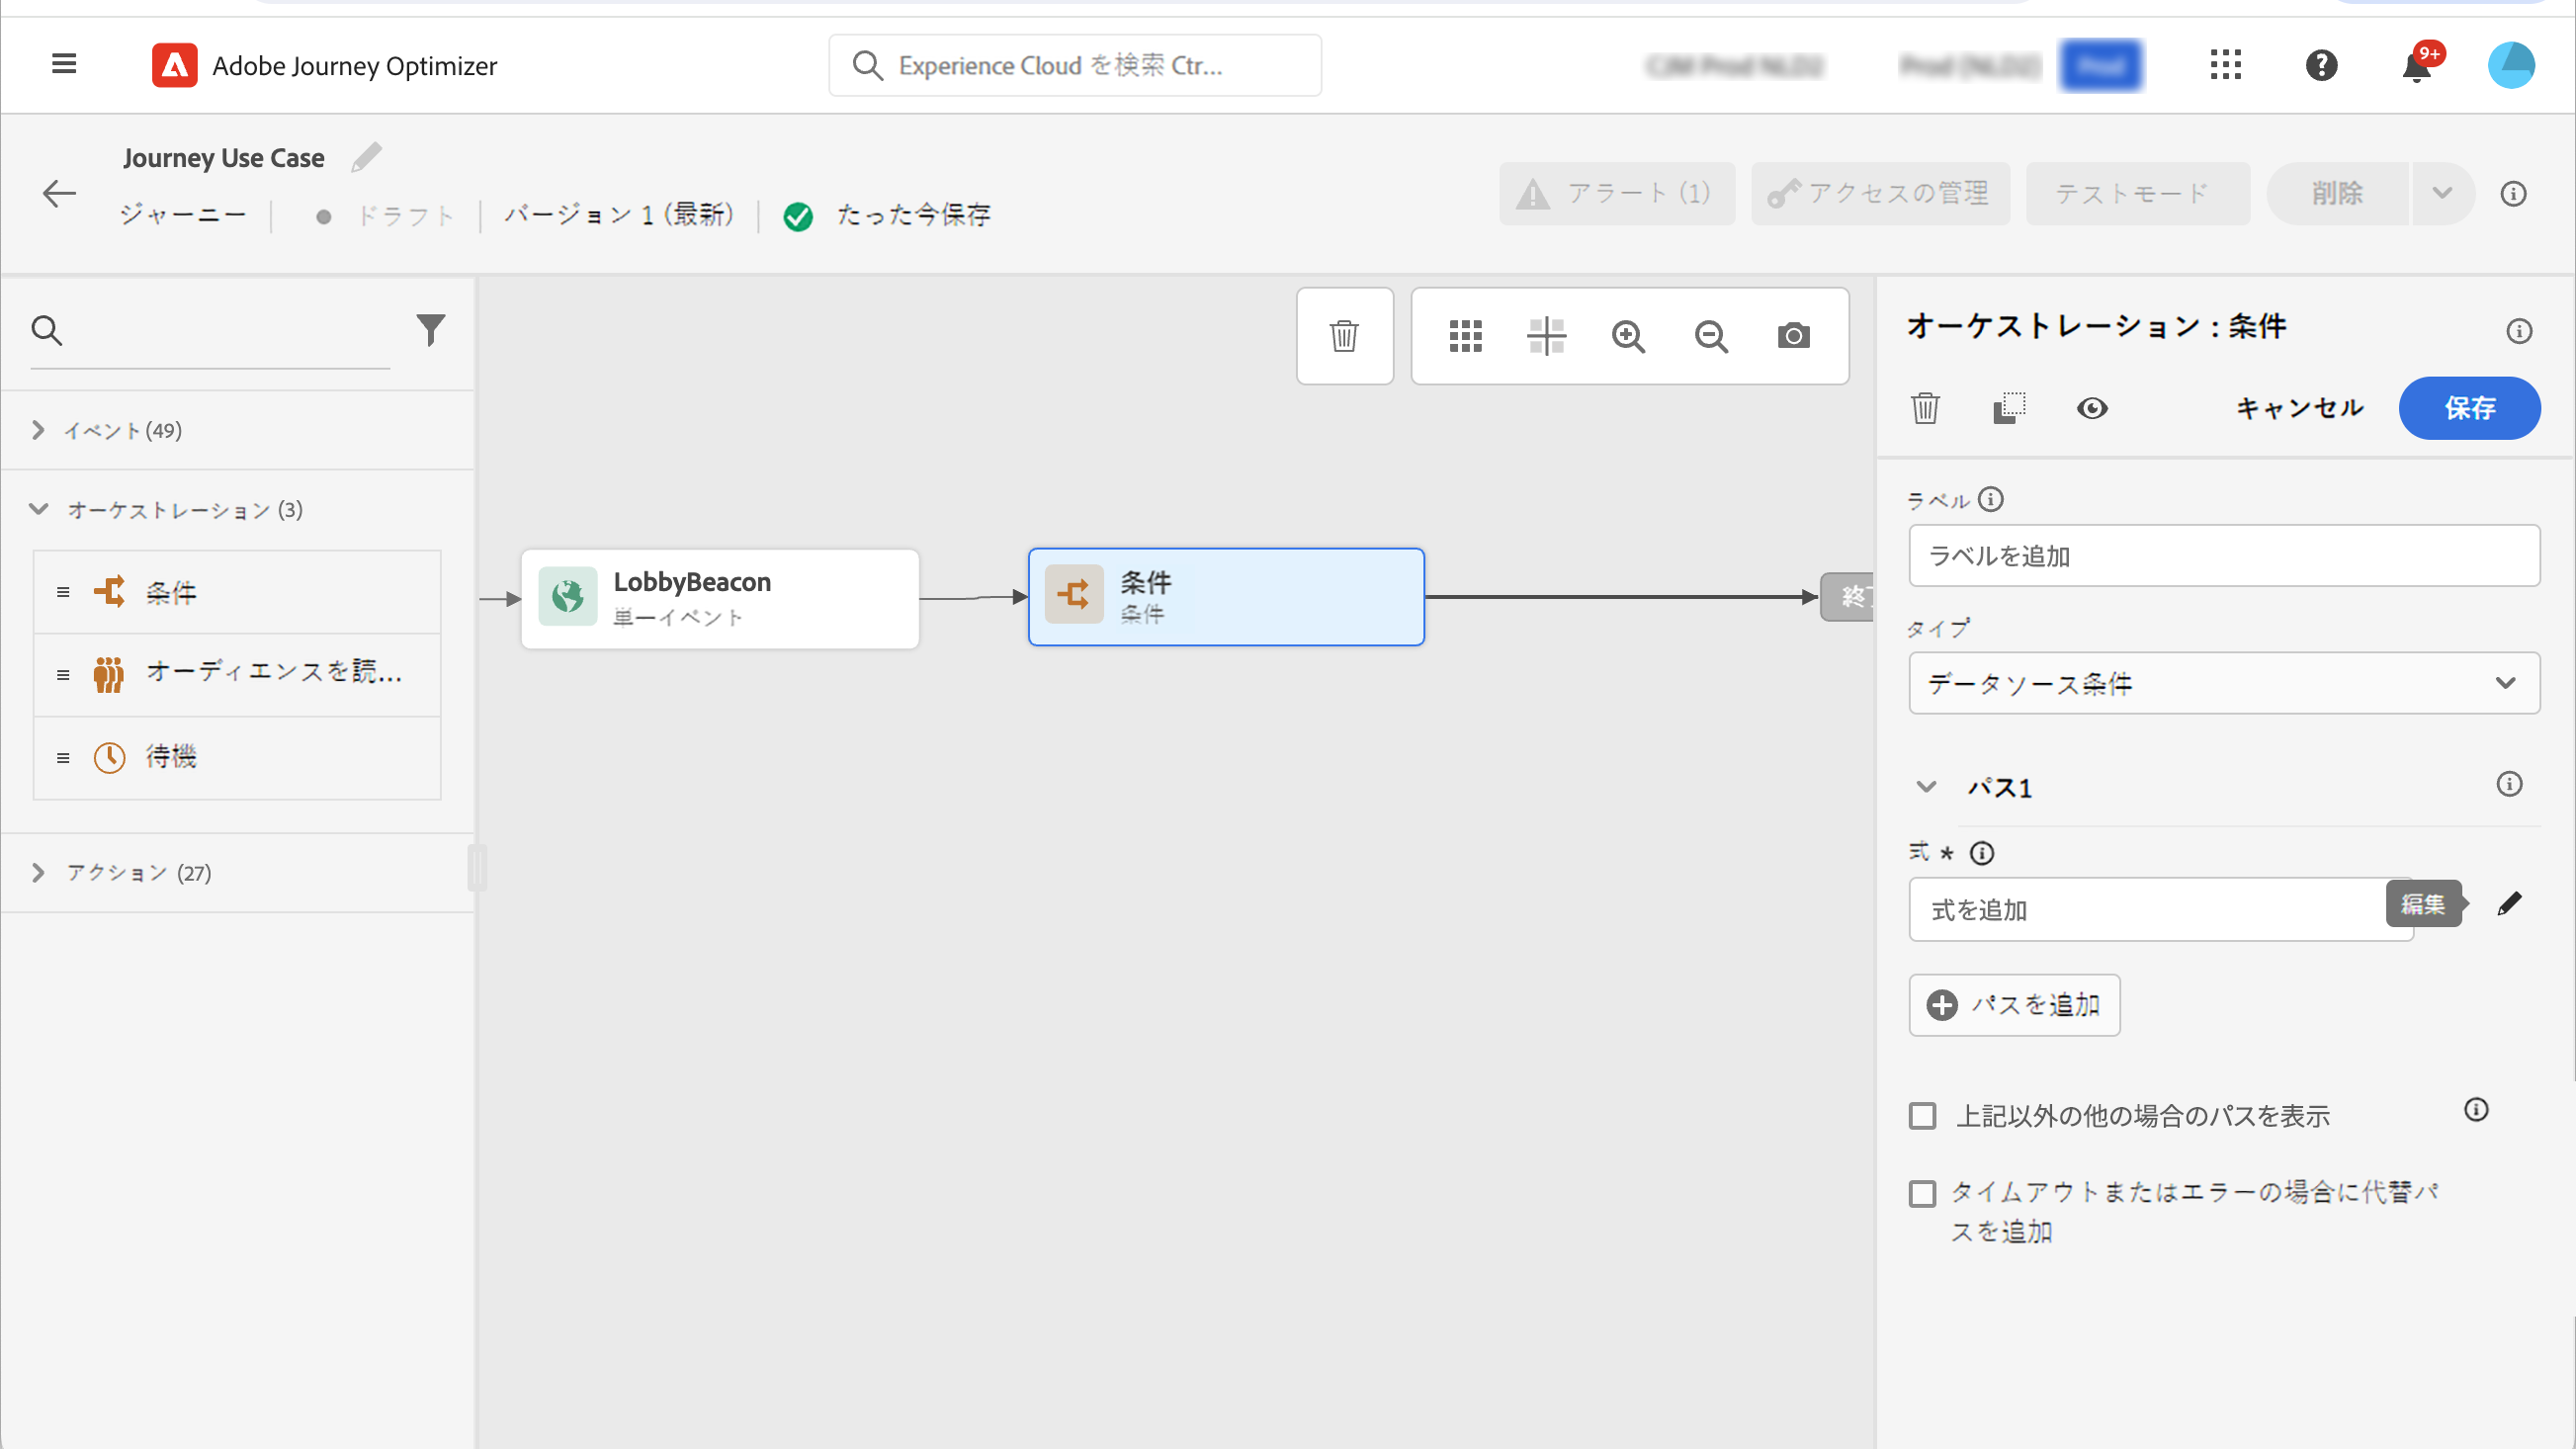 Adobe Journey Optimizer
Experience Cloud を検索 Ctr...
9+
Journey Use Case
ジャーニー
ドラフト
バージョン 1 (最新)
たった今保存
アラート (1)
アクセスの管理
テストモード
削除
イベント(49)
オーケストレーション (3)
条件
オーディエンスを読...
待機
アクション (27)
LobbyBeacon
単一イベント
条件
条件
オーケストレーション : 条件
キャンセル
保存
ラベル
ラベルを追加
タイプ
データソース条件
パス1
式 *
式を追加
編集
パスを追加
上記以外の他の場合のパスを表示
タイムアウトまたはエラーの場合に代替パ
スを追加